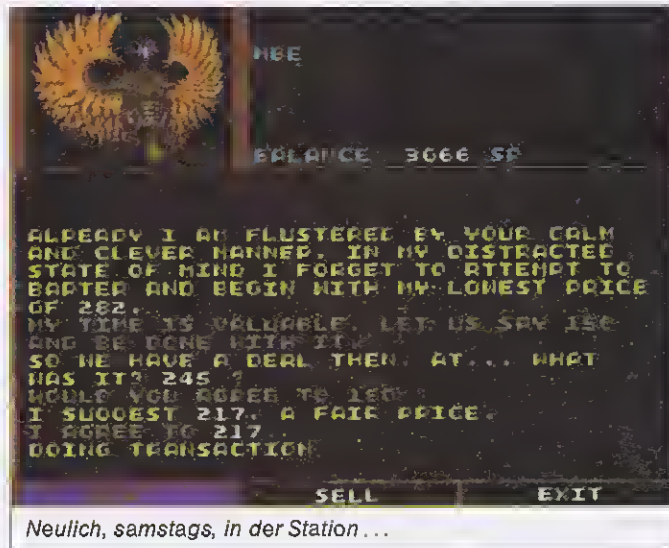 BALANCE 3066 SP
ALREADY I AM FLUSTERED BY YOUR CALM
AND CLEVER MANNER. IN MY DISTRACTED
STATE OF MIND I FORGET TO ATTEMPT TO
BARTER AND BEGIN WITH MY LOWEST PRICE
OF 282.
MY TIME IS VALUABLE. LET US SAY
AND BE DONE WITH IT.
SO WE HAVE A DEAL THEN. AT... WHAT
WAS IT? 245
WOULD YOU AGREE TO
I SUGGEST 217. A FAIR PRICE.
I AGREE TO 217
DOING TRANSACTION
SELL EXIT
Neulich, samstags, in der Station ...